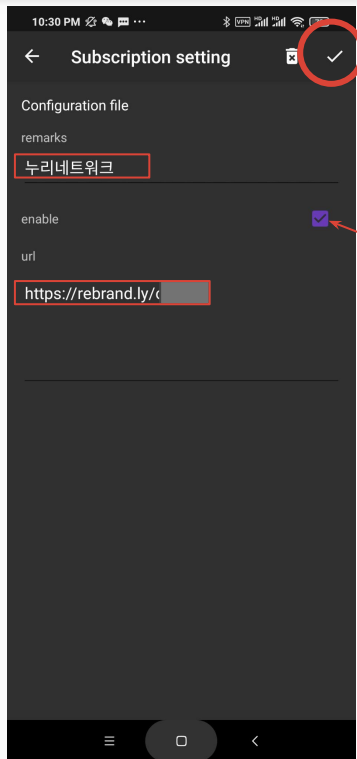 10:30 PM
VPN
Subscription setting
Configuration file
remarks
누리네트워크
enable
url
https://rebrand.ly/